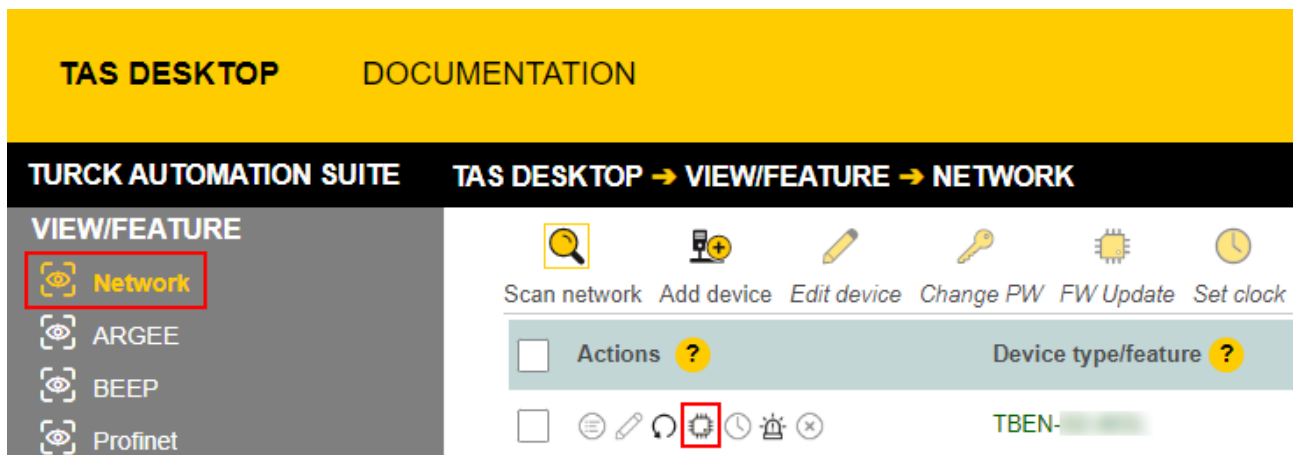 TAS DESKTOP DOCUMENTATION
TURCK AUTOMATION SUITE TAS DESKTOP ➔ VIEW/FEATURE ➔ NETWORK
VIEW/FEATURE
Network
Scan network Add device Edit device Change PW FW Update Set clock
ARGEE
Actions ? Device type/feature ?
BEEP
Profinet
TBEN-